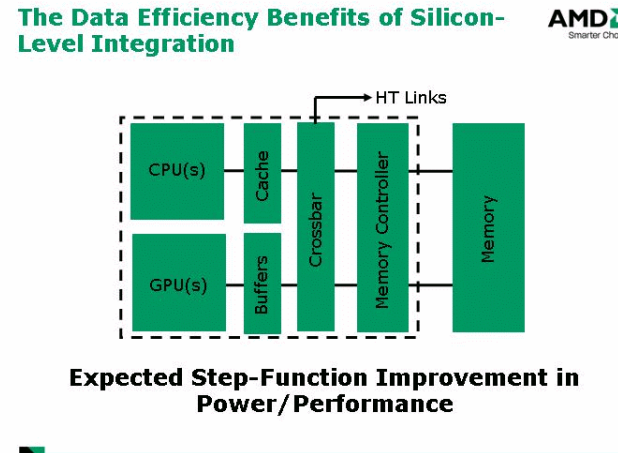 The Data Efficiency Benefits of Silicon-
Level Integration
AMD
Smarter
HT Links
CPU(s)
Cache
Crossbar
Memory Controller
Memory
GPU(s)
Buffers
Expected Step-Function Improvement in
Power/Performance